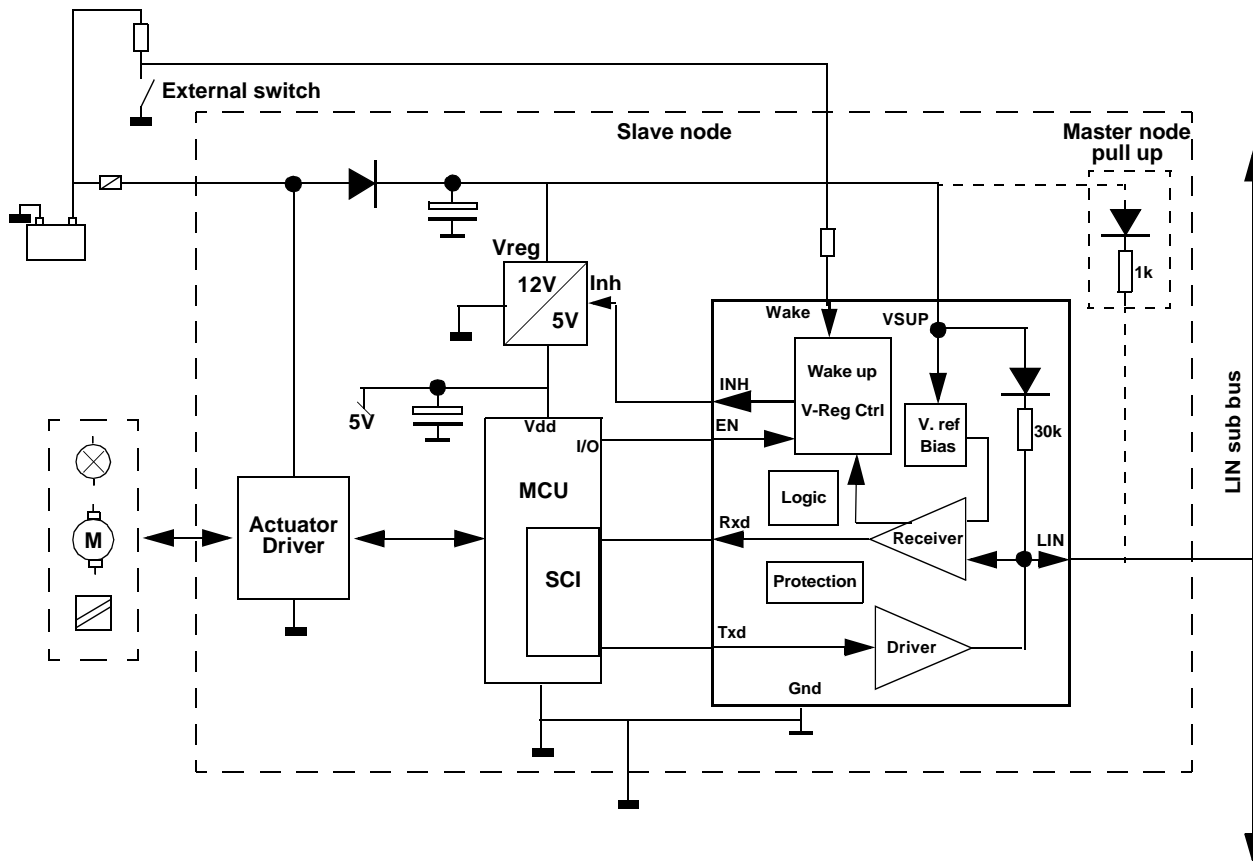 External switch
Slave node
Master node
pull up
Vreg
12V
5V
Inh
1k
Wake
VSUP
INH
Wake up
V-Reg Ctrl
V. ref
Bias
30k
5V
Vdd
I/O
EN
MCU
Logic
Actuator
Driver
M
SCI
Rxd
Receiver
LIN
Protection
Txd
Driver
Gnd
LIN sub bus